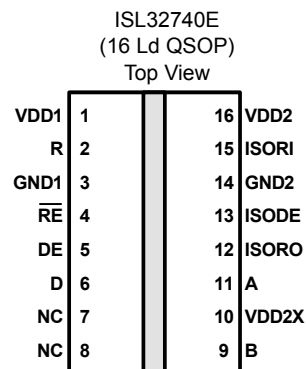 ISL32740E
(16 Ld QSOP)
Top View
VDD1 1 16 VDD2
R 2 15 ISORI
GND1 3 14 GND2
R̅E̅ 4 13 ISODE
DE 5 12 ISORO
D 6 11 A
NC 7 10 VDD2X
NC 8 9 B